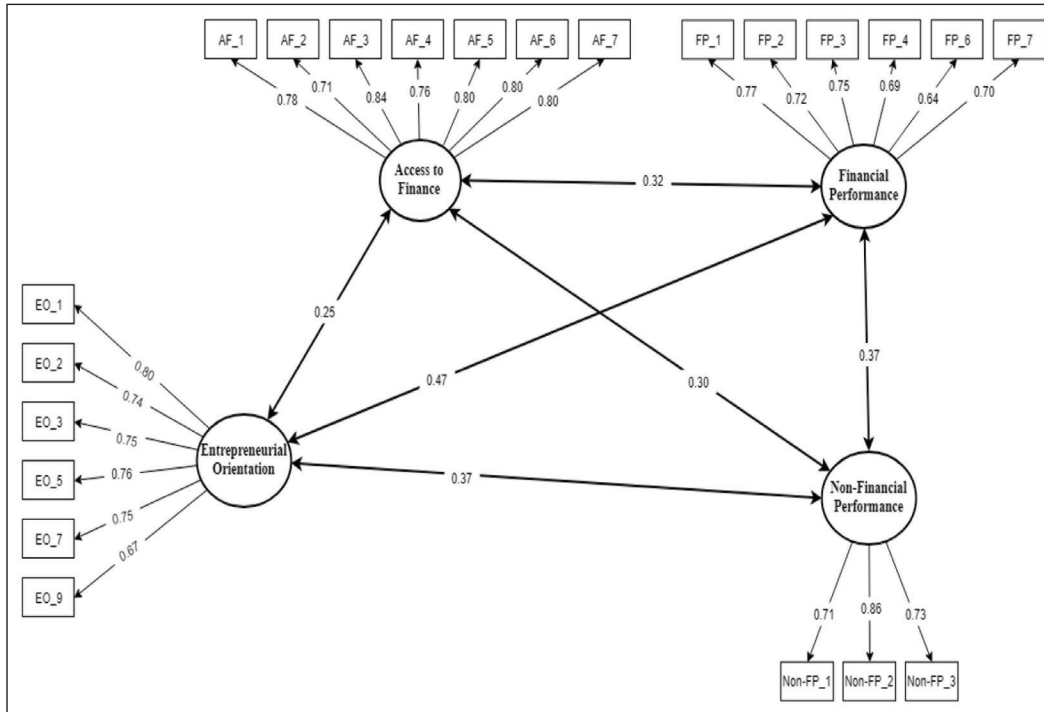 AF_1
AF_2
AF_3
AF_4
AF_5
AF_6
AF_7
FP_1
FP_2
FP_3
FP_4
FP_6
FP_7
0.78
0.71
0.84
0.76
0.80
0.80
0.80
0.77
0.72
0.75
0.69
0.64
0.70
Access to
Finance
Financial
Performance
0.32
0.25
0.47
0.30
0.37
EO_1
EO_2
EO_3
EO_5
EO_7
EO_9
0.80
0.74
0.75
0.76
0.75
0.67
Entrepreneurial
Orientation
0.37
Non-Financial
Performance
0.71
0.86
0.73
Non-FP_1
Non-FP_2
Non-FP_3